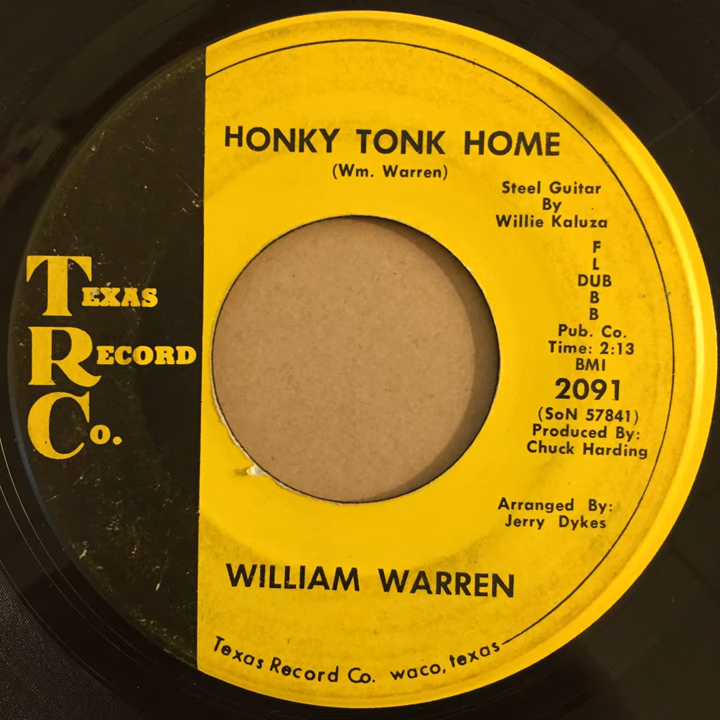 HONKY TONK HOME
(Wm. Warren)
Steel Guitar
By
Willie Kaluza
F
L
DUB
B
B
Pub. Co.
Time: 2:13
BMI
2091
(SoN 57841)
Produced By:
Chuck Harding
TEXAS
RECORD
Co.
Arranged By:
Jerry Dykes
WILLIAM WARREN
Texas Record Co. waco, texas